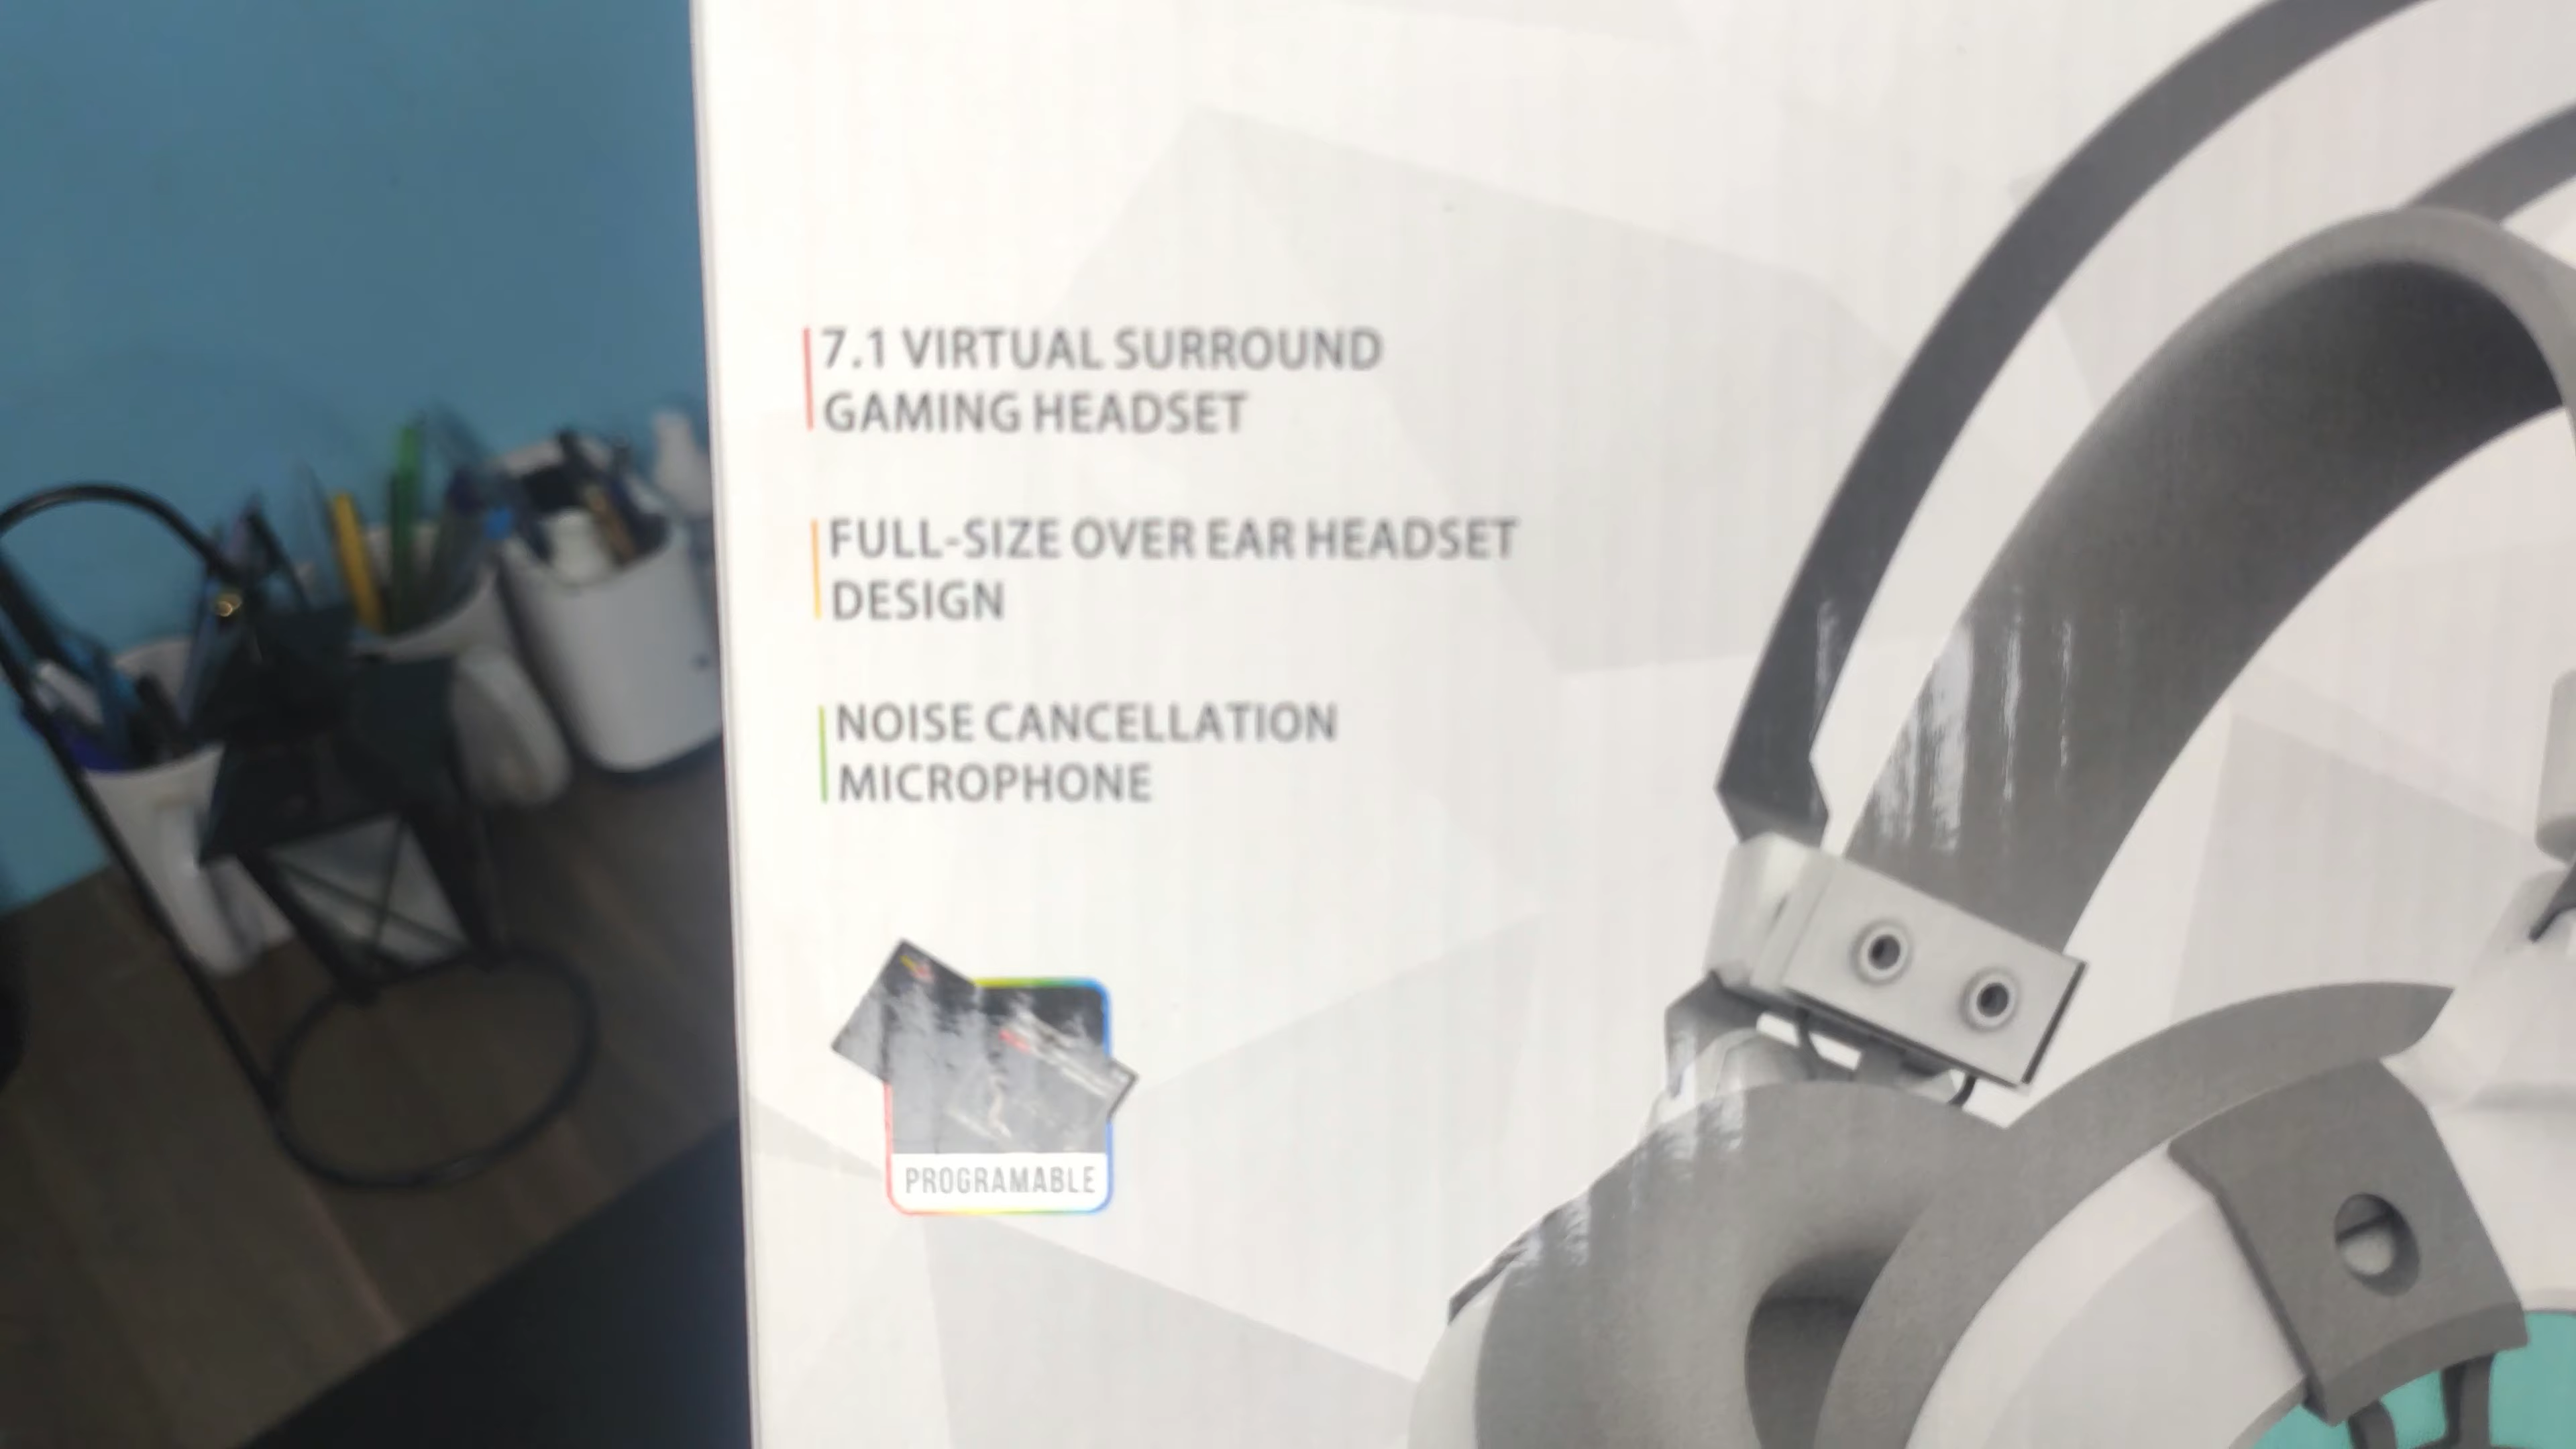 7.1 VIRTUAL SURROUND
GAMING HEADSET
FULL-SIZE OVER EAR HEADSET
DESIGN
NOISE CANCELLATION
MICROPHONE
PROGRAMABLE